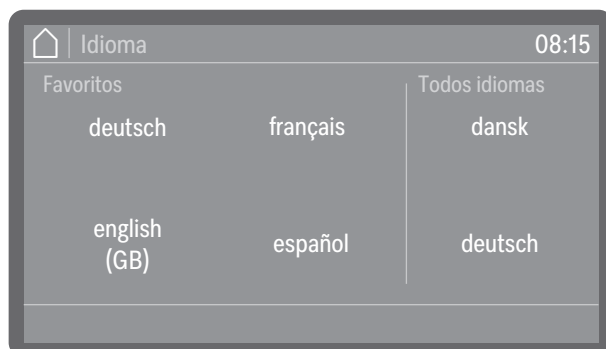 Idioma
08:15
Favoritos
Todos idiomas
deutsch
français
dansk
english
(GB)
español
deutsch